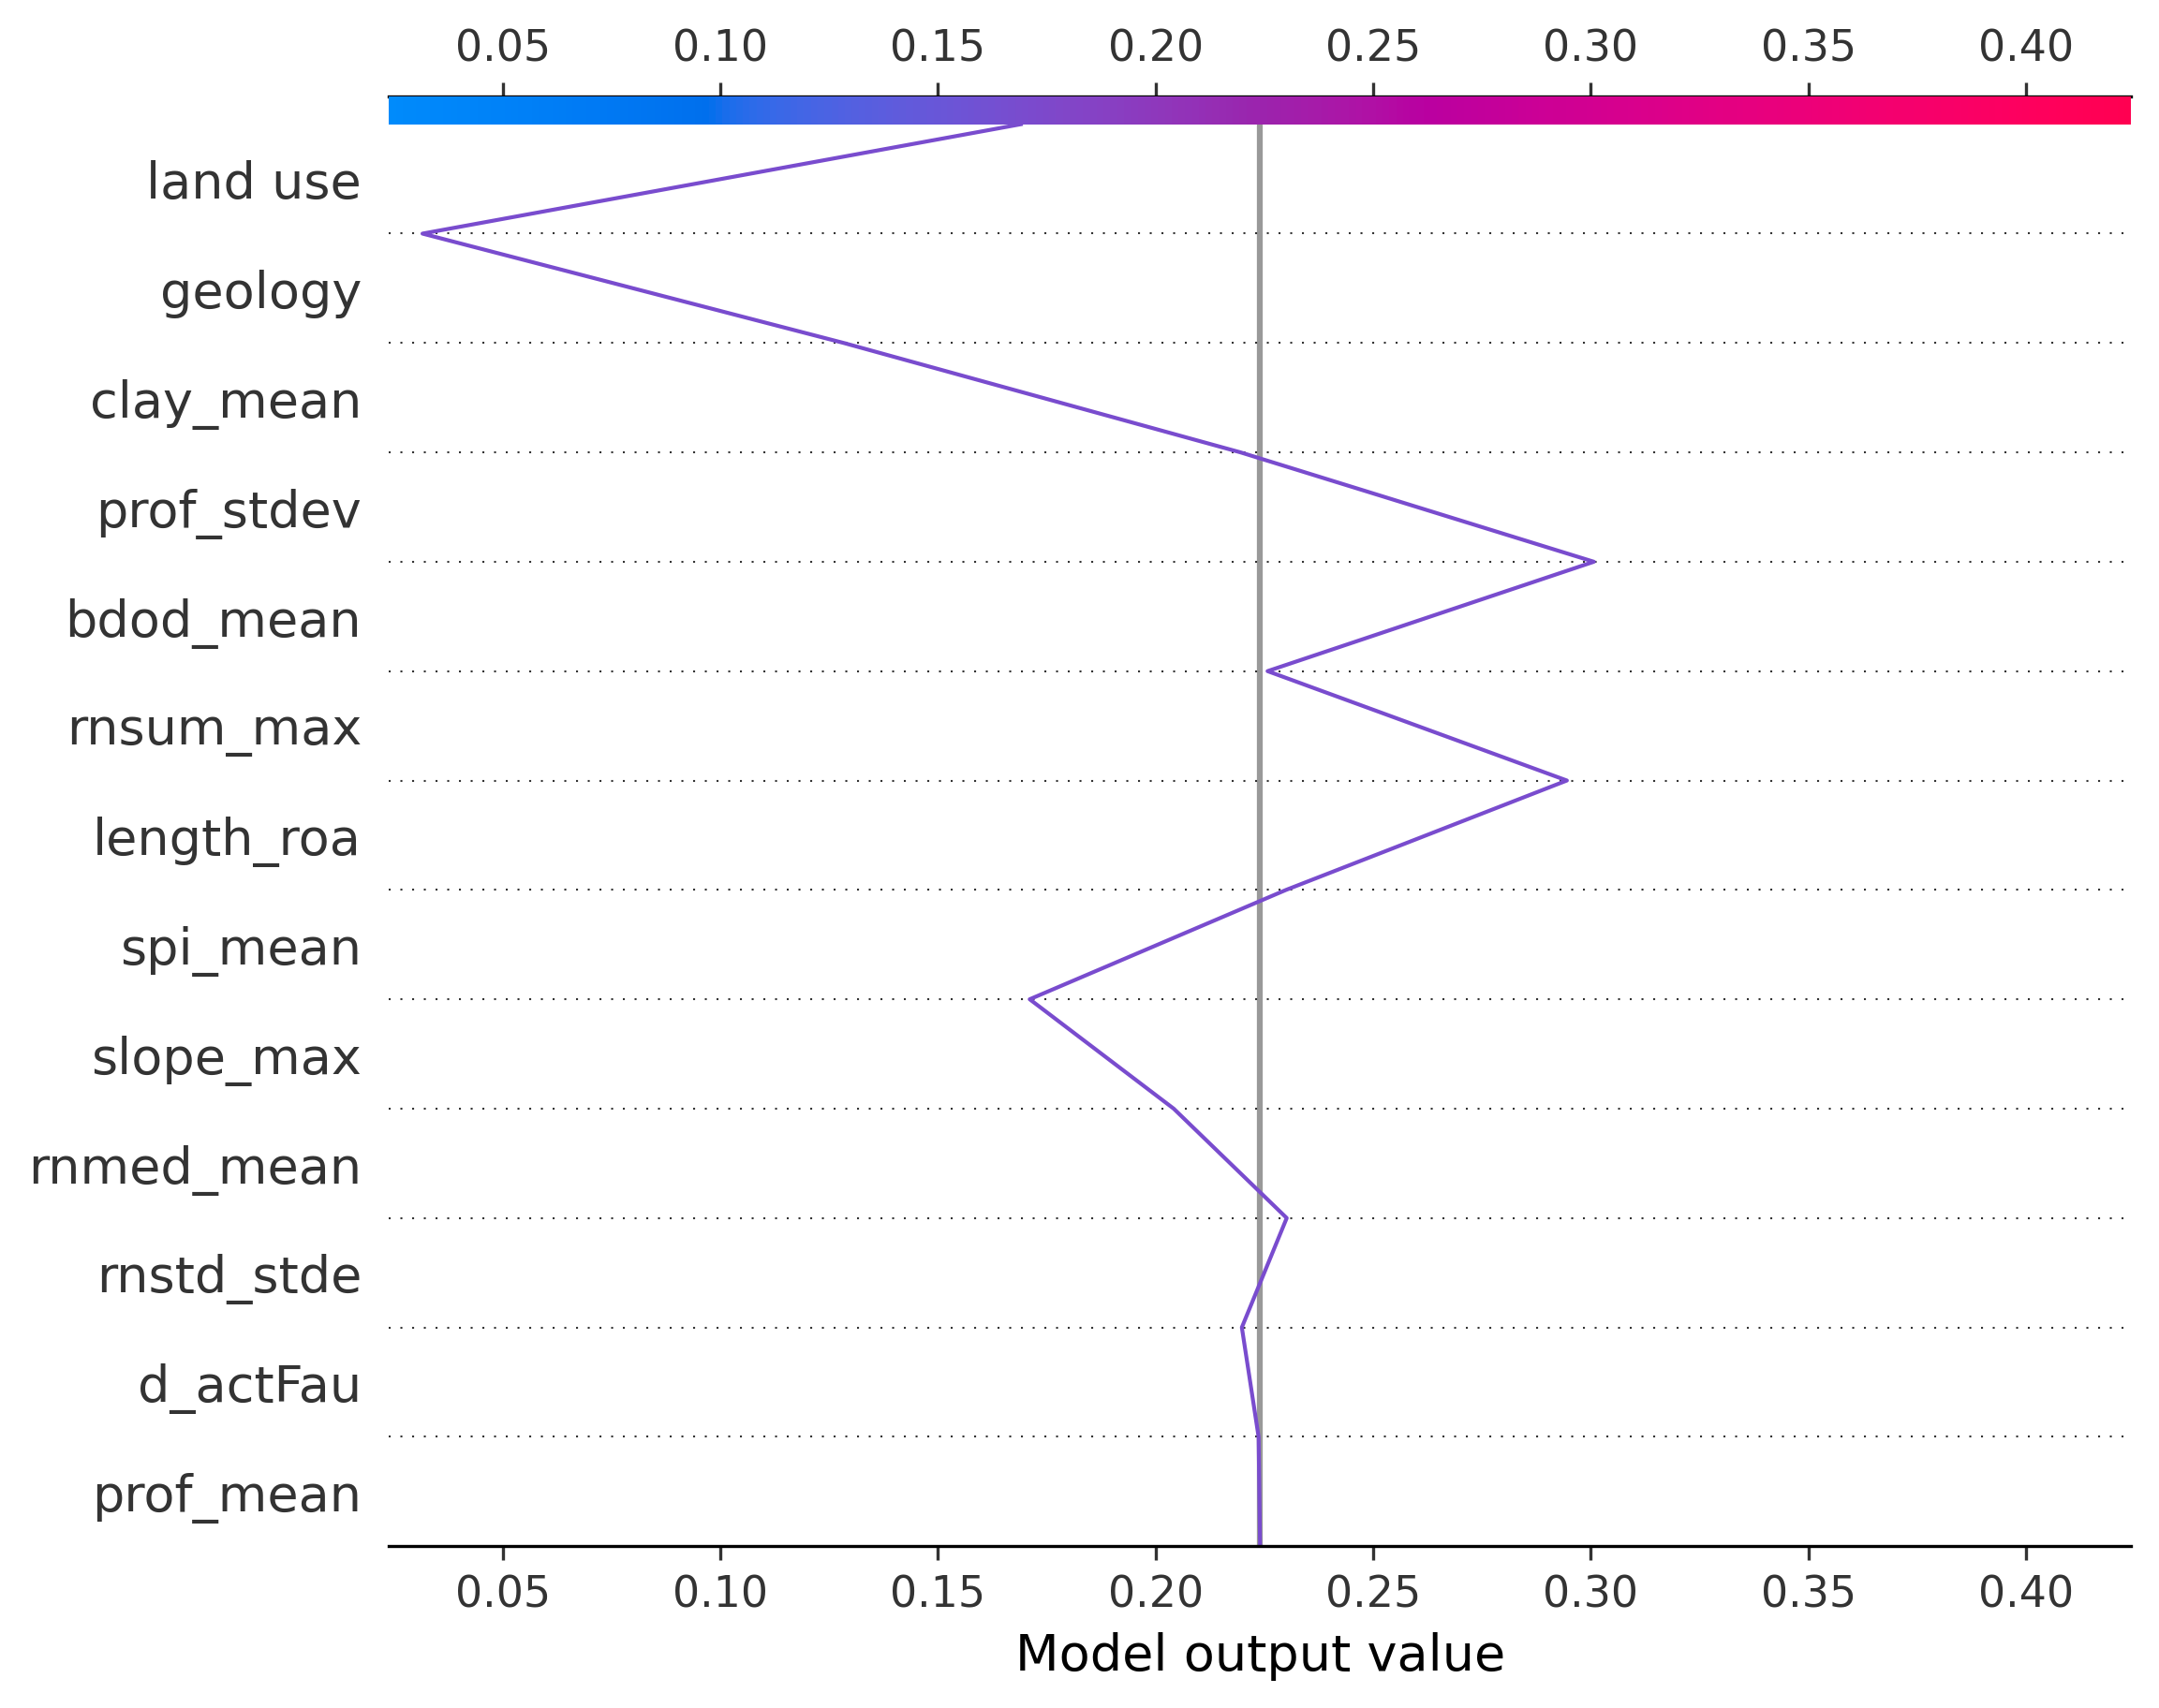 0.05 0.10 0.15 0.20 0.25 0.30 0.35 0.40
land use
geology
clay_mean
prof_stdev
bdod_mean
rnsum_max
length_roa
spi_mean
slope_max
rnmed_mean
rnstd_stde
d_actFau
prof_mean
0.05 0.10 0.15 0.20 0.25 0.30 0.35 0.40
Model output value